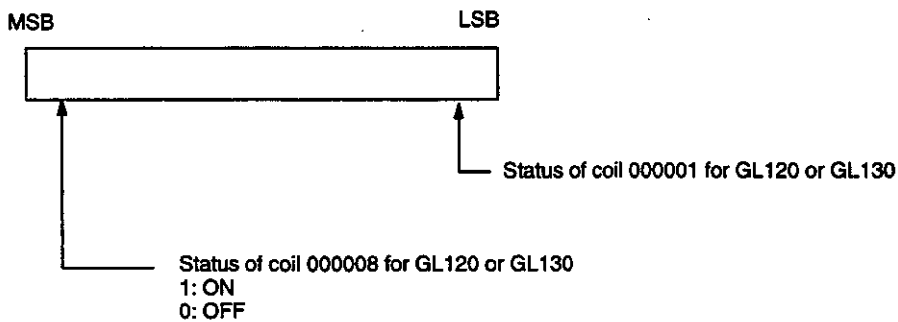 MSB LSB
Status of coil 000001 for GL120 or GL130
Status of coil 000008 for GL120 or GL130
1: ON
0: OFF